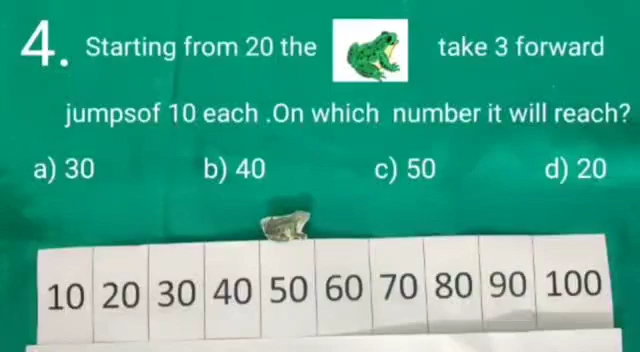 4. Starting from 20 the take 3 forward
jumpsof 10 each .On which number it will reach?
a) 30 b) 40 c) 50 d) 20
10 20 30 40 50 60 70 80 90 100